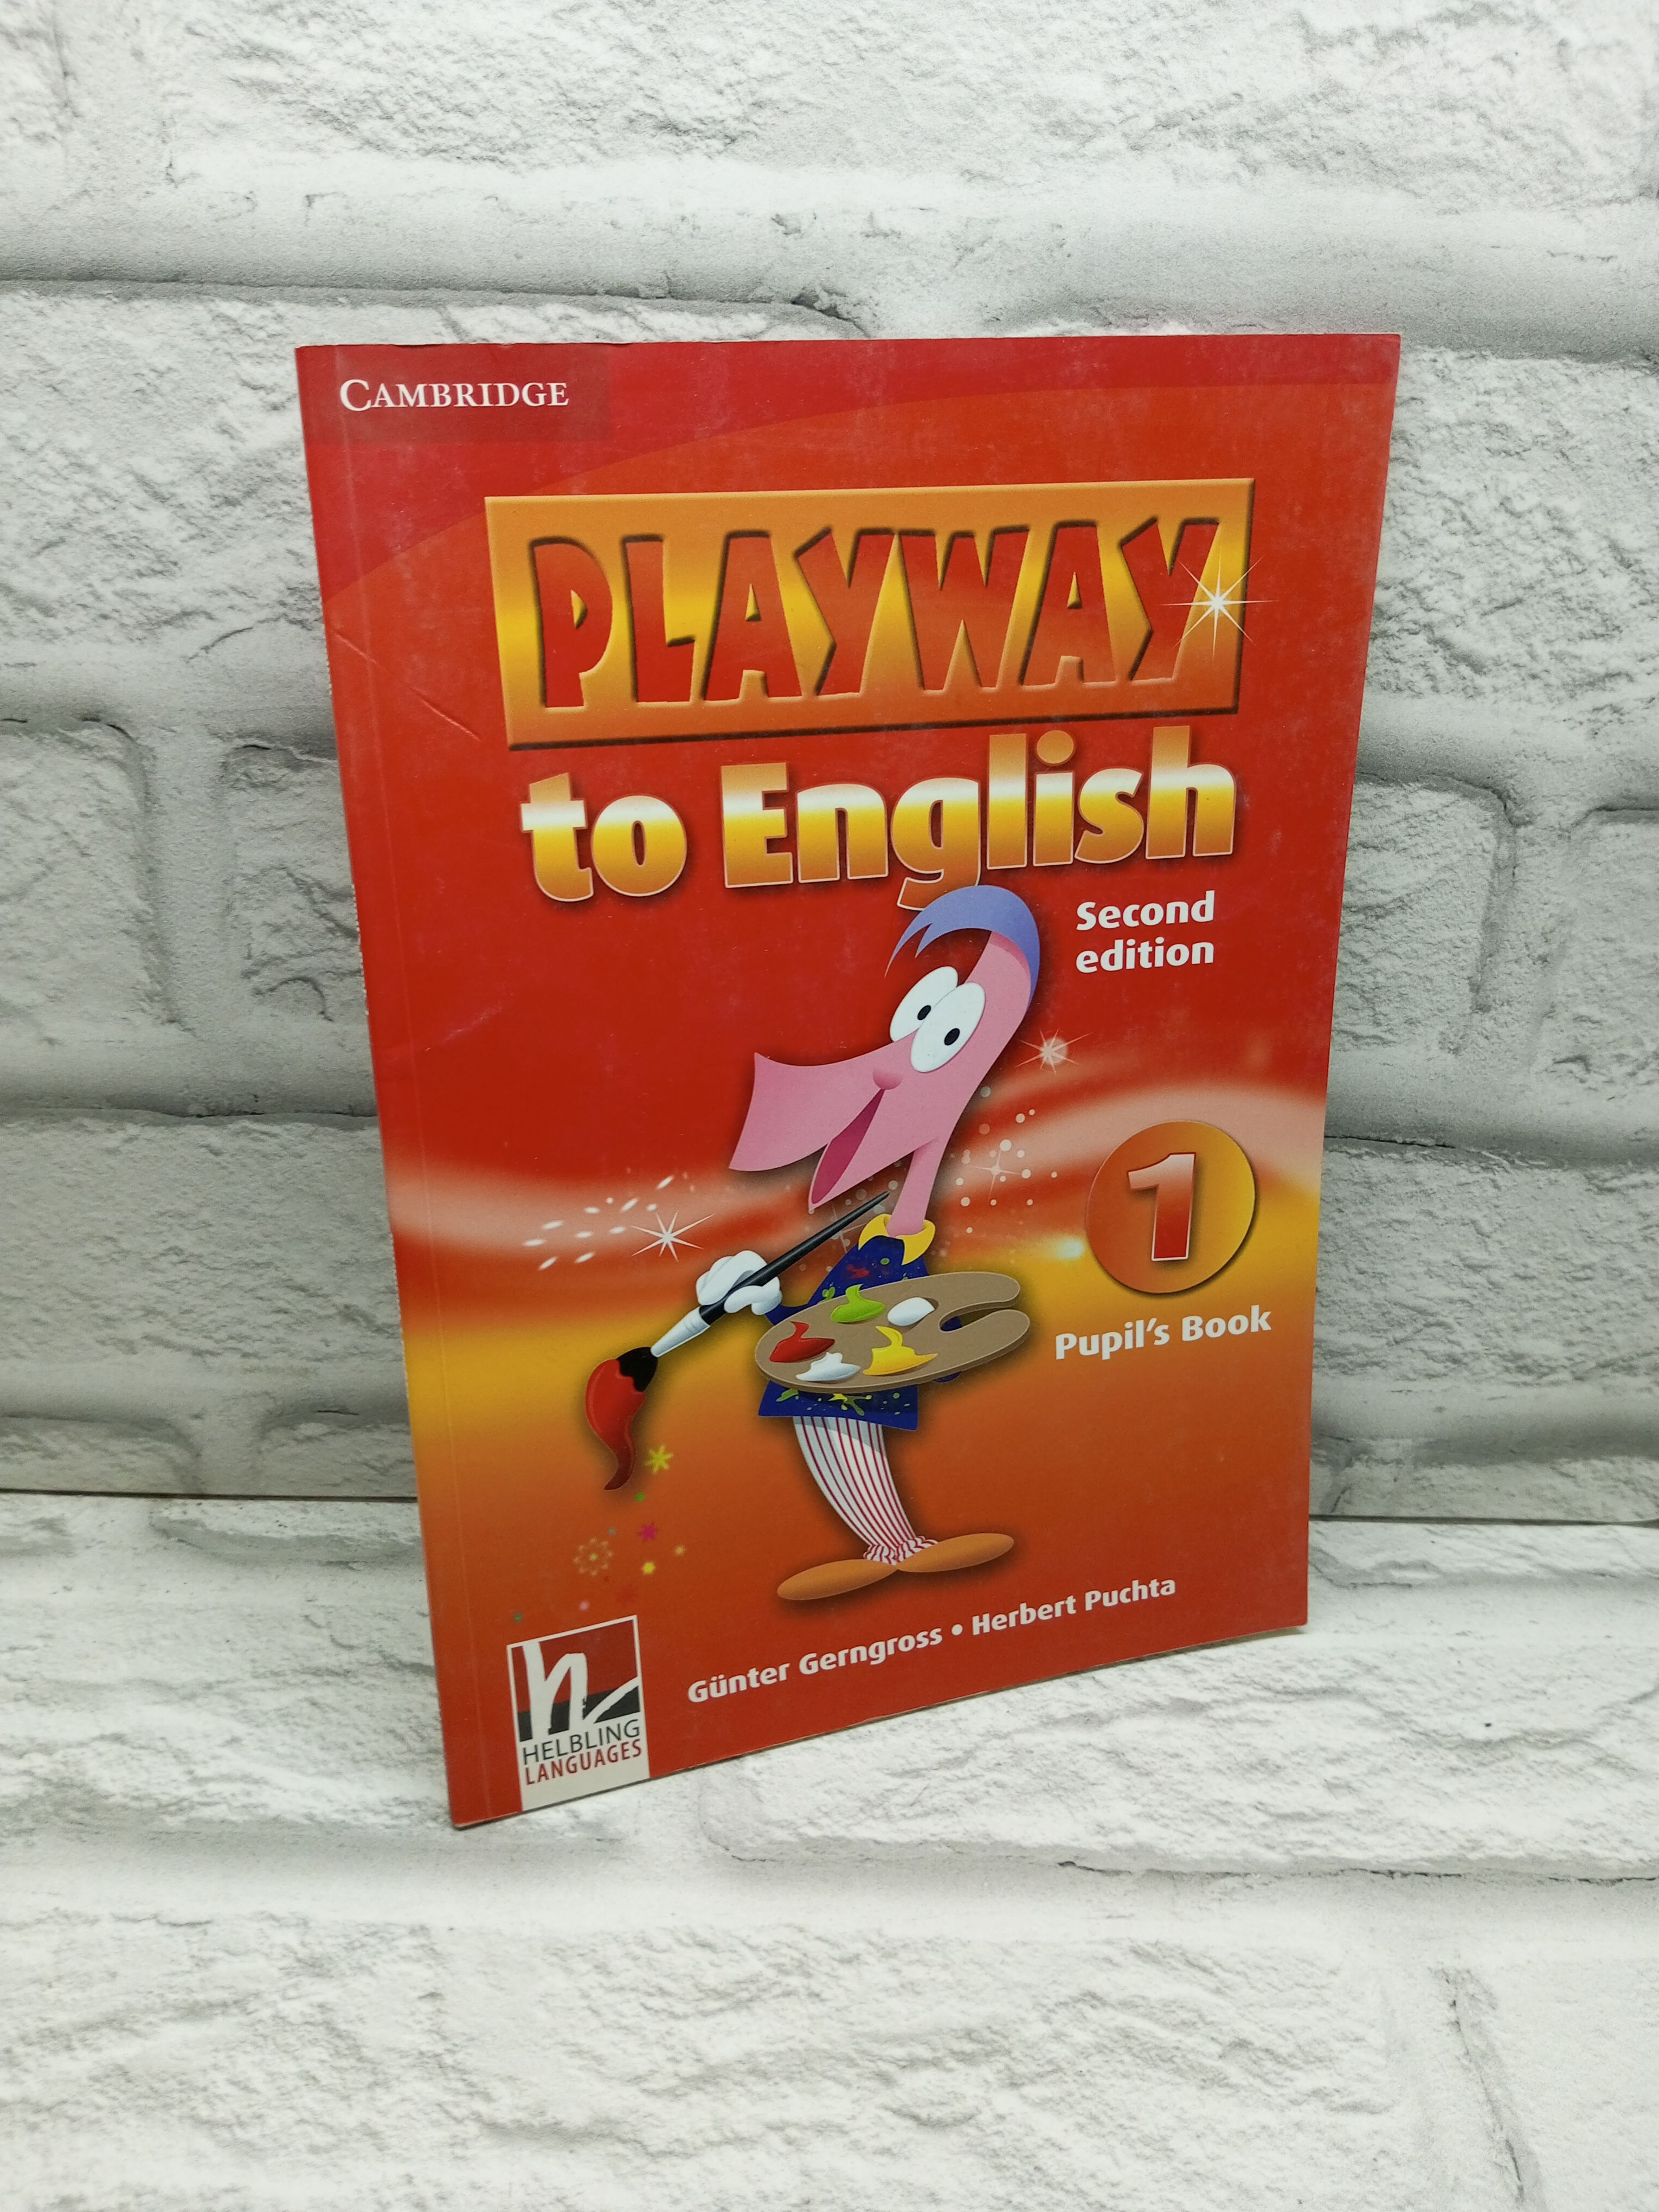 CAMBRIDGE
PLAYWAY
to English
Second
edition
1
Pupil's Book
Günter Gerngross • Herbert Puchta
HELBLING
LANGUAGES